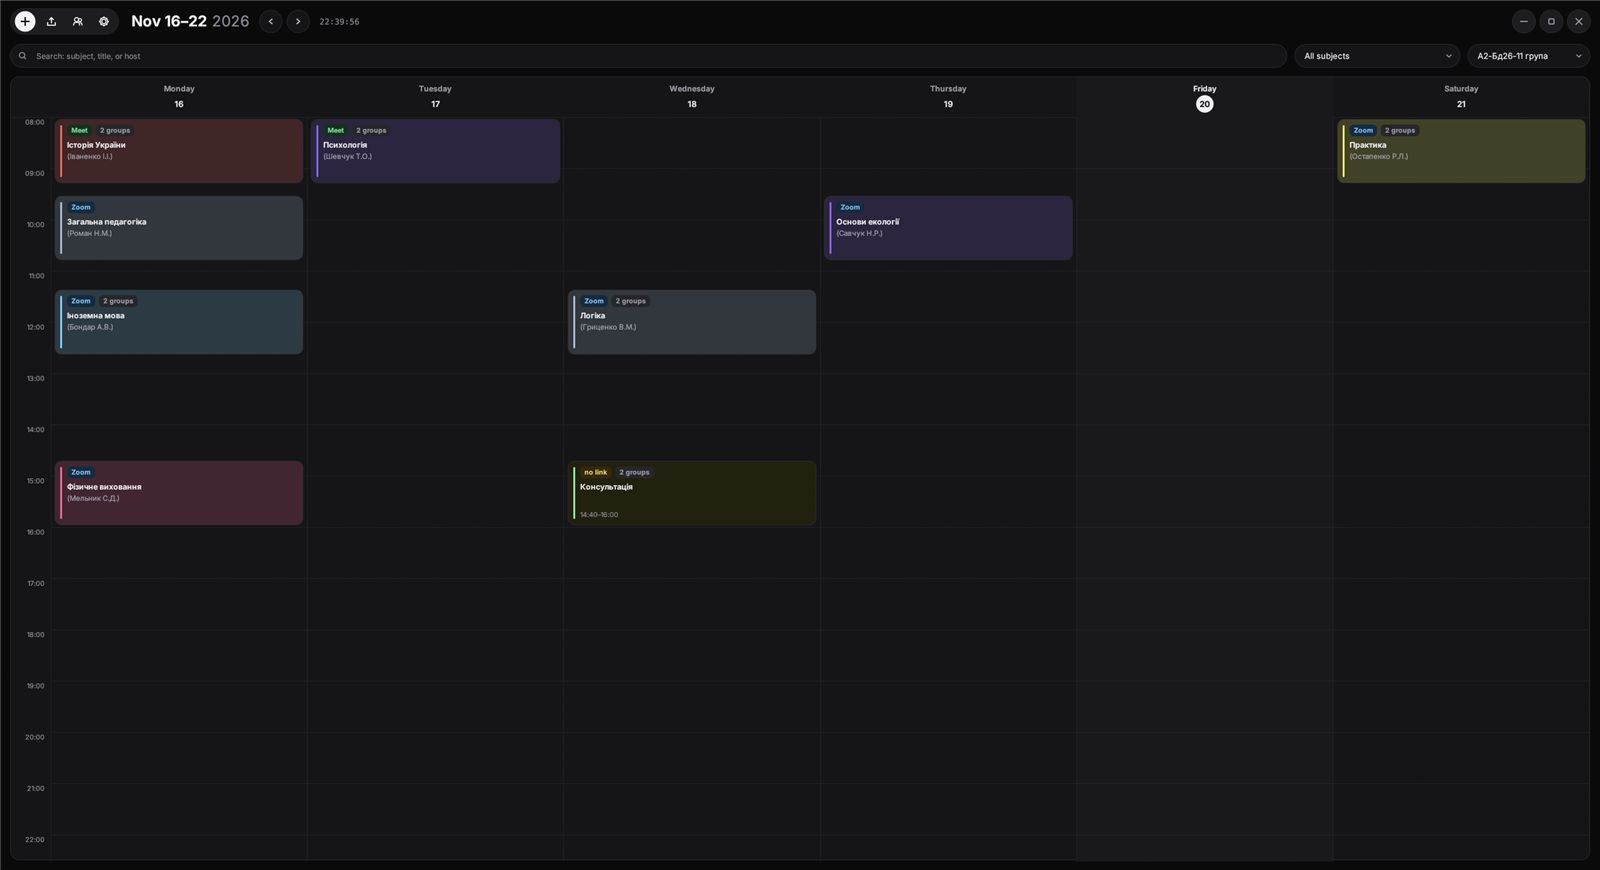 Nov 16–22 2026
22:39:56
Search: subject, title, or host
All subjects
А2-Бд26-11 група
Monday
16
Tuesday
17
Wednesday
18
Thursday
19
Friday
20
Saturday
21
08:00
09:00
10:00
11:00
12:00
13:00
14:00
15:00
16:00
17:00
18:00
19:00
20:00
21:00
22:00
Meet 2 groups
Історія України
(Іваненко І.І.)
Zoom
Загальна педагогіка
(Роман Н.М.)
Zoom 2 groups
Іноземна мова
(Бондар А.В.)
Zoom
Фізичне виховання
(Мельник С.Д.)
Meet 2 groups
Психологія
(Шевчук Т.О.)
Zoom 2 groups
Логіка
(Гриценко В.М.)
no link 2 groups
Консультація
14:40–16:00
Zoom
Основи екології
(Савчук Н.Р.)
Zoom 2 groups
Практика
(Остапенко Р.Л.)